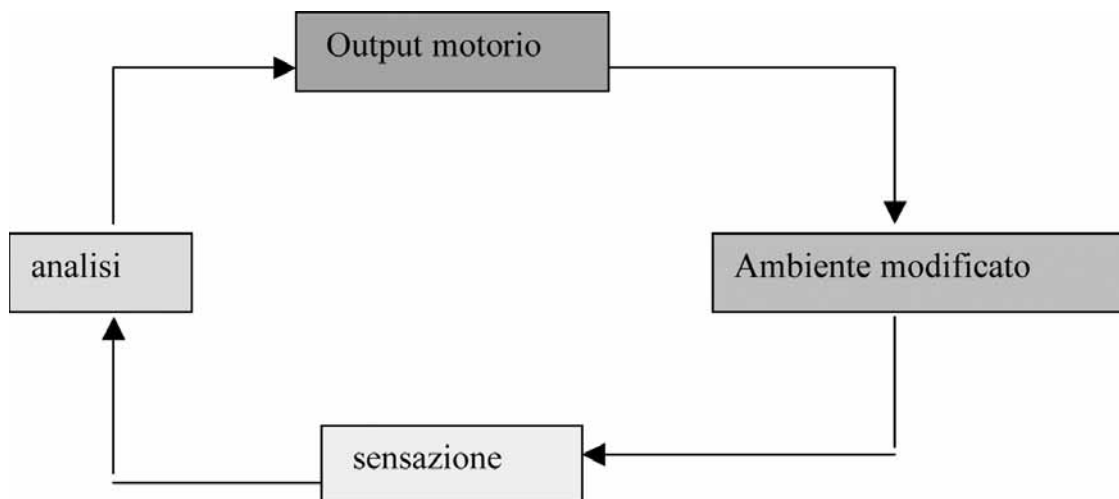 Output motorio
analisi
Ambiente modificato
sensazione